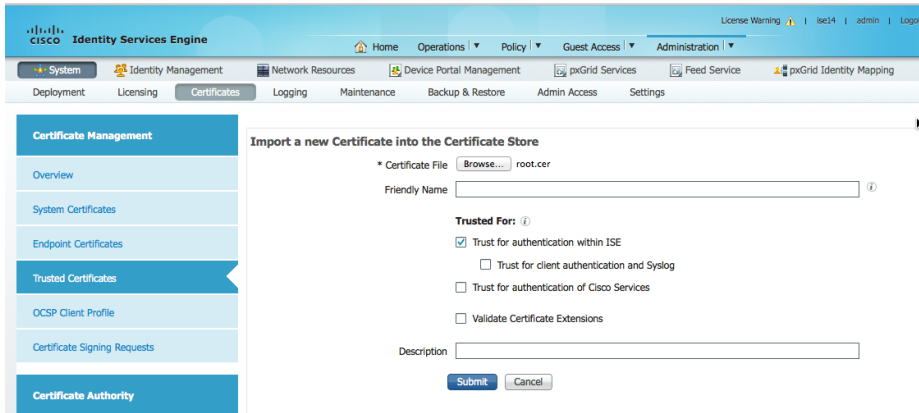 License Warning | ise14 | admin | Logo
CISCO Identity Services Engine
Home Operations Policy Guest Access Administration
System Identity Management Network Resources Device Portal Management pxGrid Services Feed Service pxGrid Identity Mapping
Deployment Licensing Certificates Logging Maintenance Backup & Restore Admin Access Settings
Certificate Management
Overview
System Certificates
Endpoint Certificates
Trusted Certificates
OCSP Client Profile
Certificate Signing Requests
Certificate Authority
Import a new Certificate into the Certificate Store
* Certificate File Browse... root.cer
Friendly Name
Trusted For:
Trust for authentication within ISE
Trust for client authentication and Syslog
Trust for authentication of Cisco Services
Validate Certificate Extensions
Description
Submit Cancel